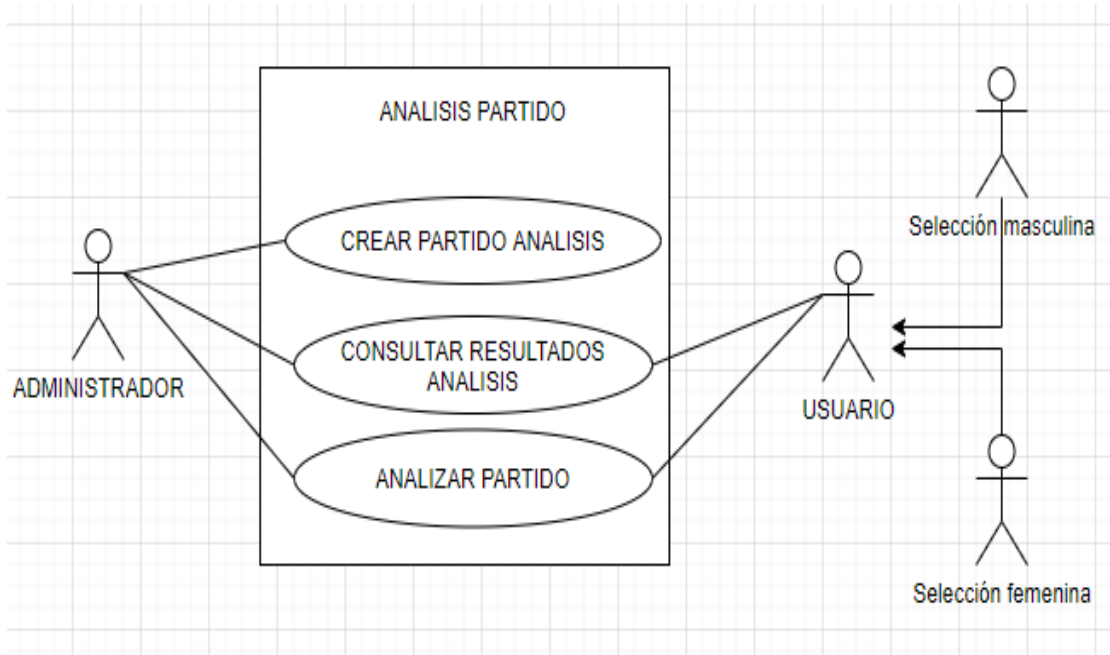 ANALISIS PARTIDO
CREAR PARTIDO ANALISIS
CONSULTAR RESULTADOS
ANALISIS
ANALIZAR PARTIDO
ADMINISTRADOR
USUARIO
Selección masculina
Selección femenina